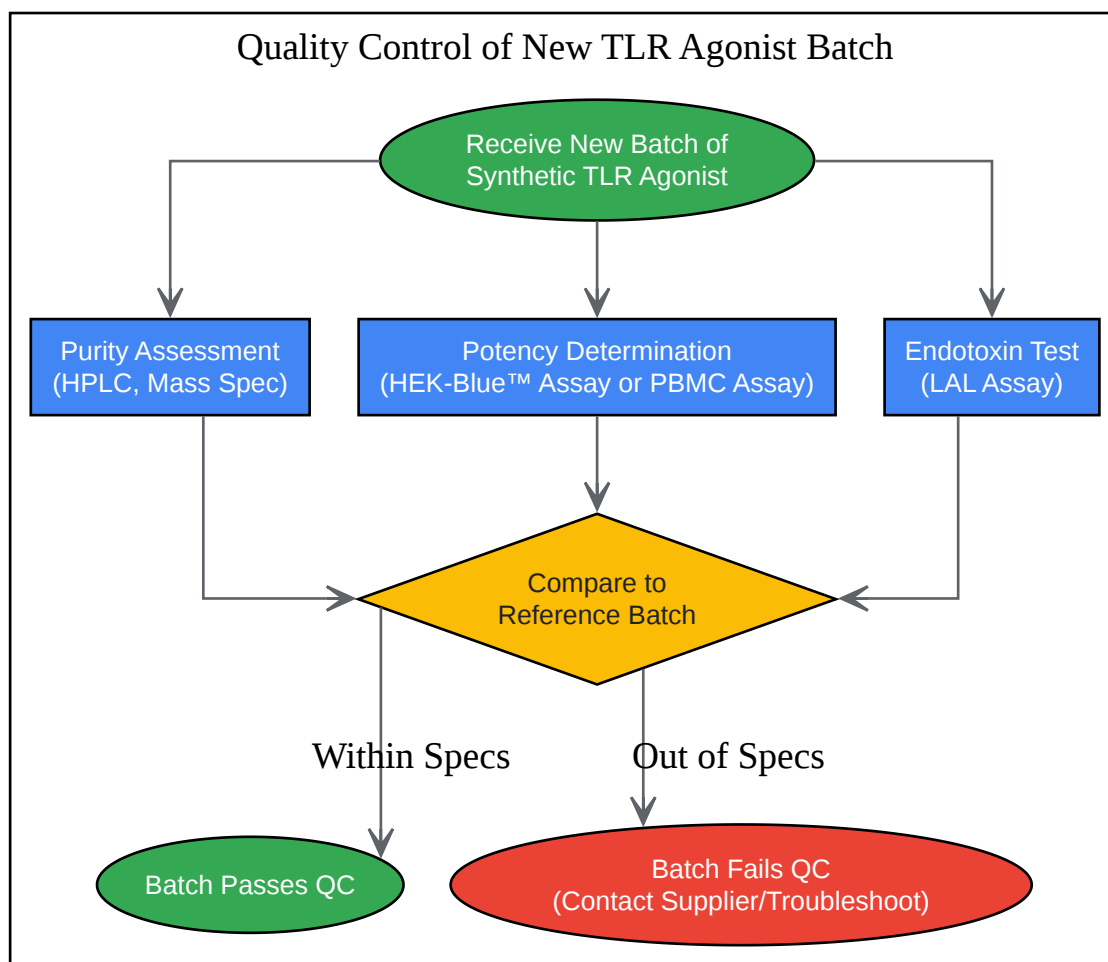 Quality Control of New TLR Agonist Batch
Receive New Batch of
Synthetic TLR Agonist
Purity Assessment
(HPLC, Mass Spec)
Potency Determination
(HEK-Blue™ Assay or PBMC Assay)
Endotoxin Test
(LAL Assay)
Compare to
Reference Batch
Within Specs
Out of Specs
Batch Passes QC
Batch Fails QC
(Contact Supplier/Troubleshoot)